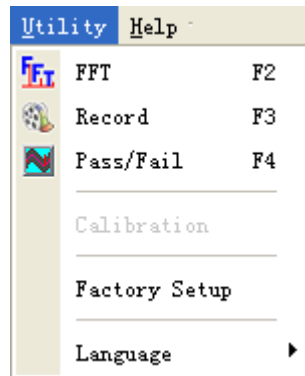 Utility Help
FFT F2
Record F3
Pass/Fail F4
Calibration
Factory Setup
Language